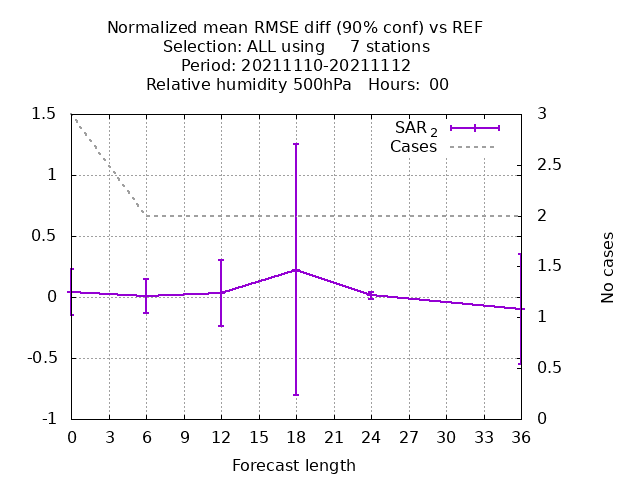 Normalized mean RMSE diff (90% conf) vs REF
Selection: ALL using     7 stations
Period: 20211110-20211112
Relative humidity 500hPa   Hours:  00
1.5
1
0.5
0
-0.5
-1
SAR 2
Cases
3
2.5
2
1.5
1
0.5
0
No cases
0 3 6 9 12 15 18 21 24 27 30 33 36
Forecast length